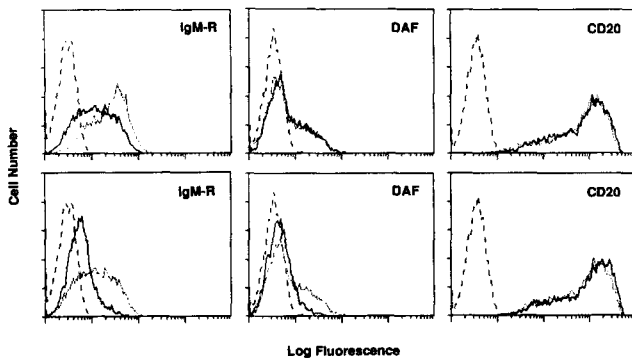 IgM-R
DAF
CD20
IgM-R
DAF
CD20
Cell Number
Log Fluorescence